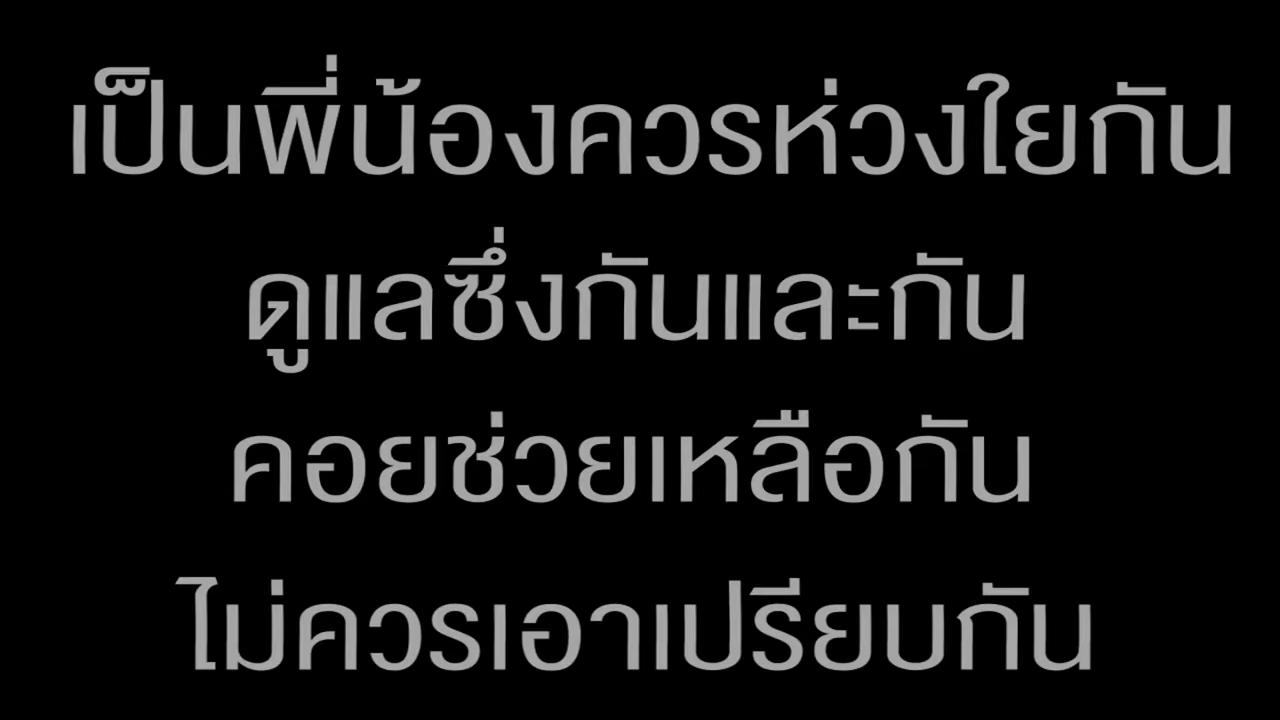 เป็นพี่น้องควรห่วงใยกัน
ดูแลซึ่งกันและกัน
คอยช่วยเหลือกัน
ไม่ควรเอาเปรียบกัน